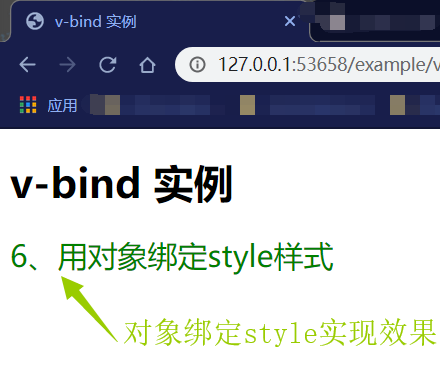 v-bind 实例
127.0.0.1:53658/example/v
应用
v-bind 实例
6、用对象绑定style样式
对象绑定style实现效果